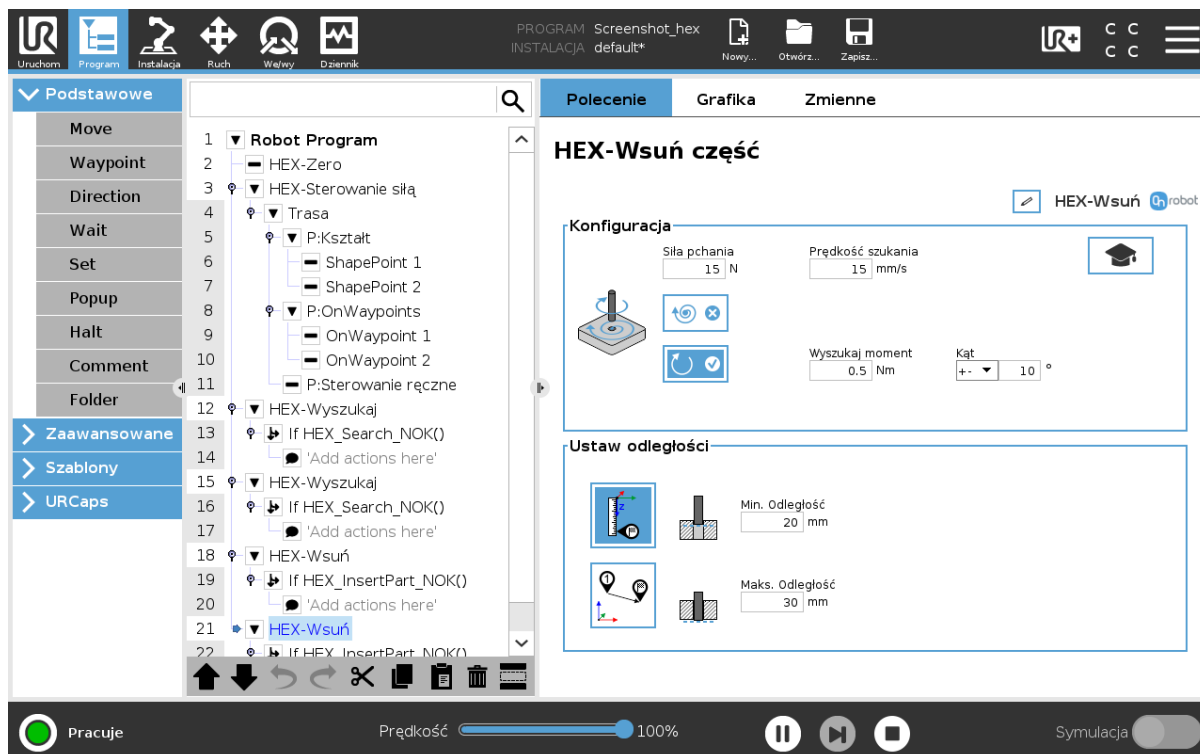 PROGRAM Screenshot_hex
INSTALACJA default*
Uruchom Program Instalacja Ruch We/wy Dziennik
Nowy... Otwórz... Zapisz...
UR+
C C
C C
Podstawowe
Move
Waypoint
Direction
Wait
Set
Popup
Halt
Comment
Folder
Zaawansowane
Szablony
URCaps
1 Robot Program
2 HEX-Zero
3 HEX-Sterowanie siłą
4 Trasa
5 P:Kształt
6 ShapePoint 1
7 ShapePoint 2
8 P:OnWaypoints
9 OnWaypoint 1
10 OnWaypoint 2
11 P:Sterowanie ręczne
12 HEX-Wyszukaj
13 If HEX_Search_NOK()
14 'Add actions here'
15 HEX-Wyszukaj
16 If HEX_Search_NOK()
17 'Add actions here'
18 HEX-Wsuń
19 If HEX_InsertPart_NOK()
20 'Add actions here'
21 HEX-Wsuń
22 If HEX_InsertPart_NOK()
Polecenie Grafika Zmienne
HEX-Wsuń część
HEX-Wsuń On robot
Konfiguracja
Siła pchania Prędkość szukania
15 N 15 mm/s
Wyszukaj moment Kąt
0.5 Nm +- 10 °
Ustaw odległości
z
Min. Odległość
20 mm
1
Maks. Odległość
30 mm
Pracuje
Prędkość 100%
Symulacja